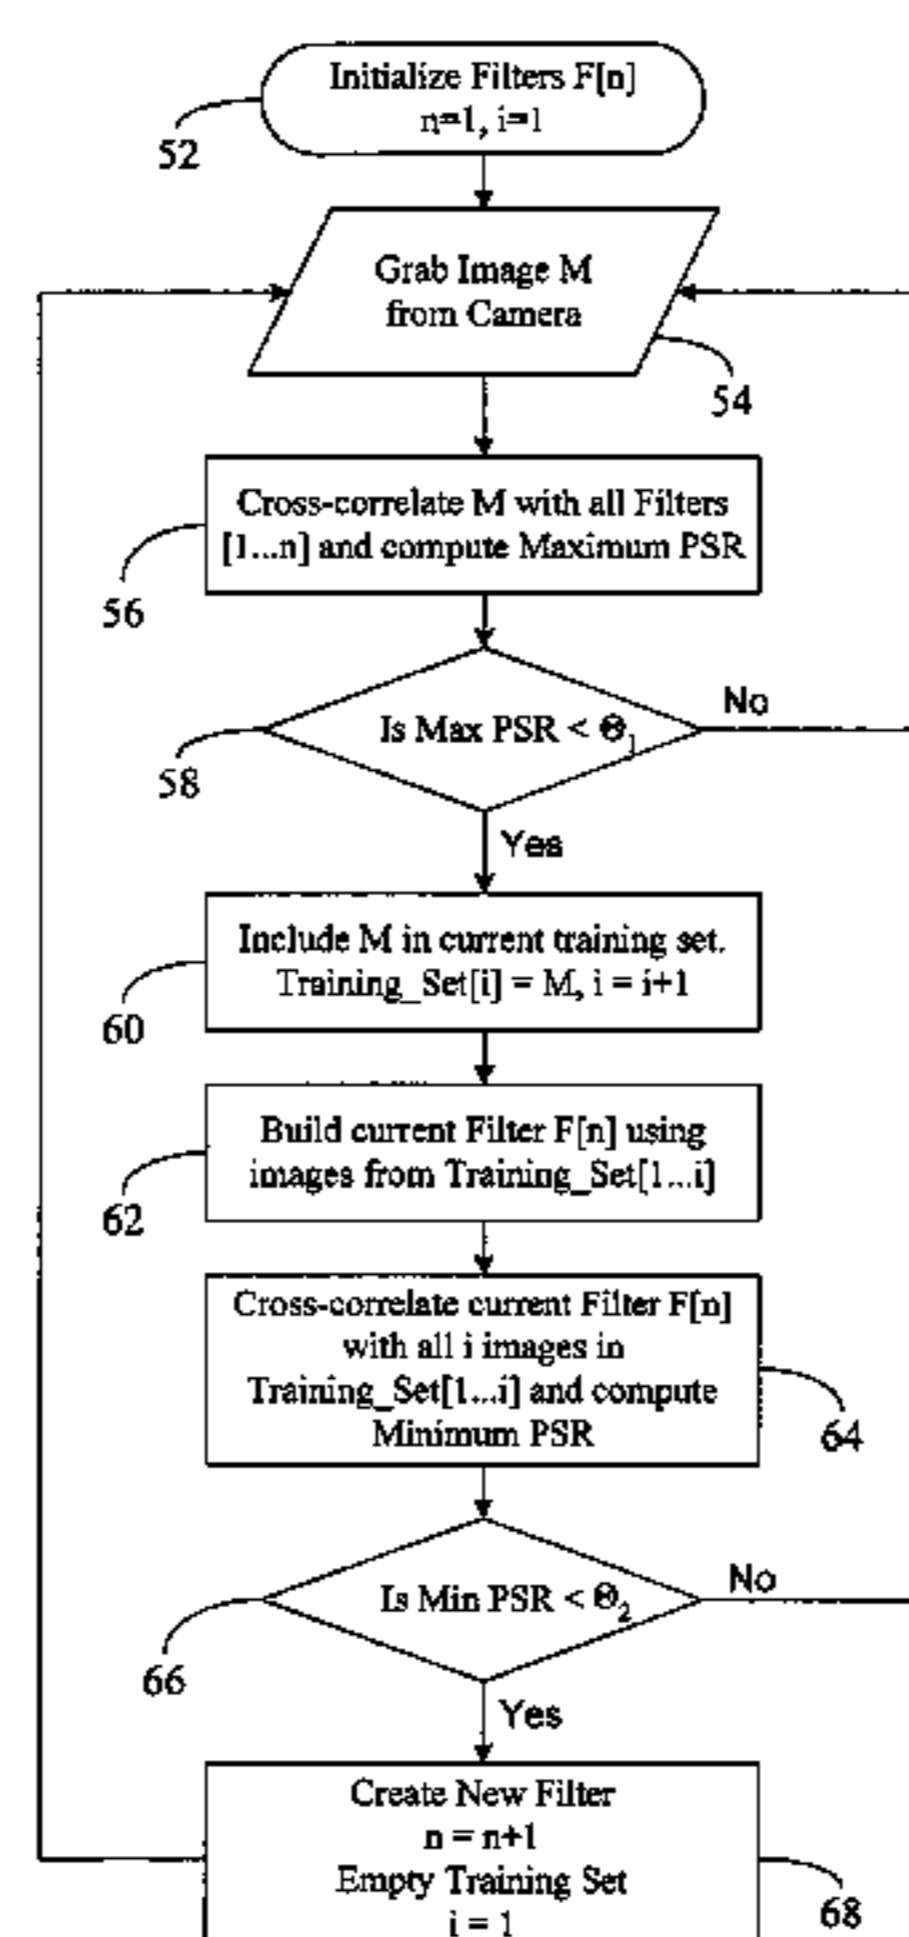 Initialize Filters F[n]
n=1, i=1
52
Grab Image M
from Camera
54
Cross-correlate M with all Filters
[1...n] and compute Maximum PSR
56
Is Max PSR < Θ1
No
58
Yes
Include M in current training set.
Training_Set[i] = M, i = i+1
60
Build current Filter F[n] using
images from Training_Set[1...i]
62
Cross-correlate current Filter F[n]
with all i images in
Training_Set[1...i] and compute
Minimum PSR
64
Is Min PSR < Θ2
No
66
Yes
Create New Filter
n = n+1
Empty Training Set
i = 1
68